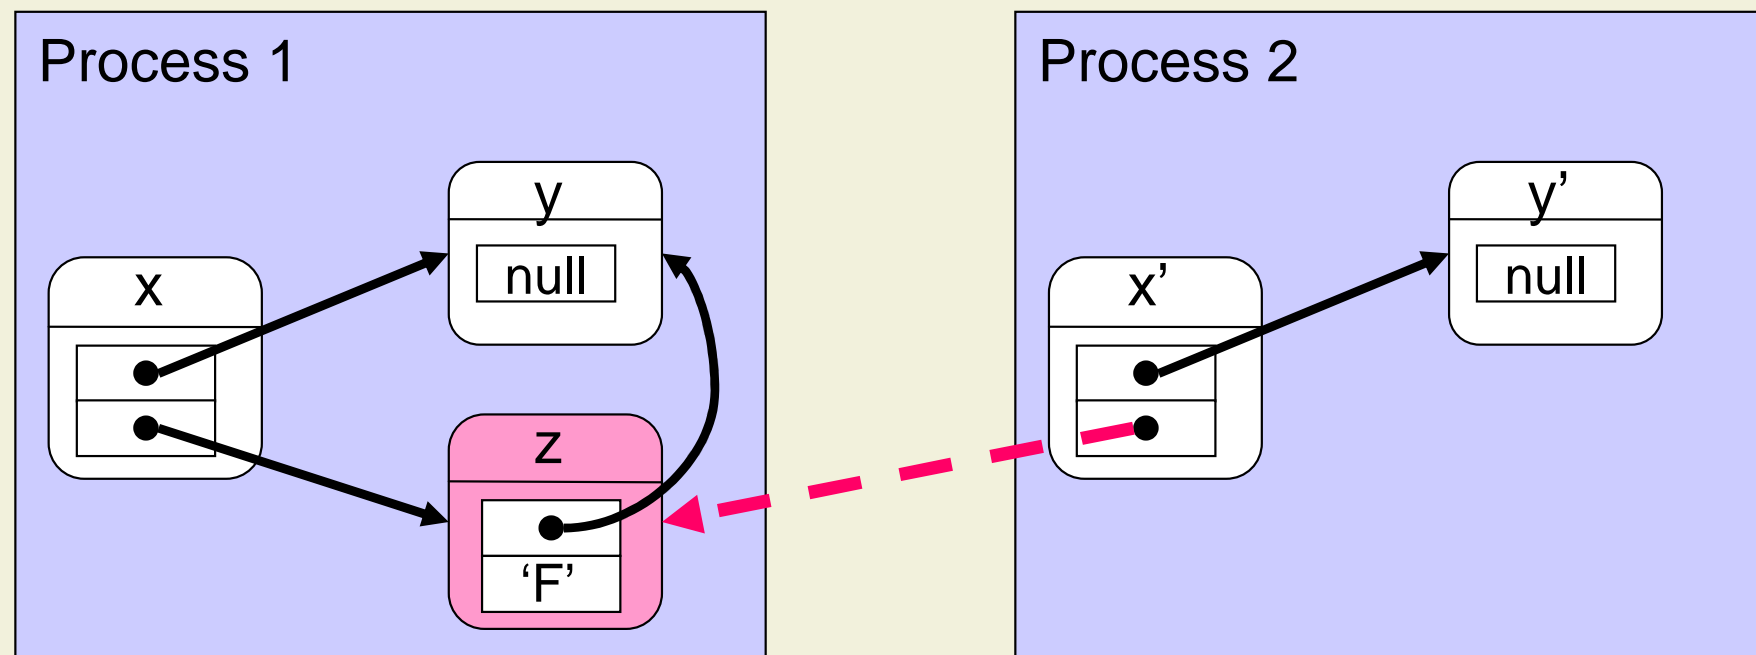 Process 1
x
y
null
z
‘F’
Process 2
x’
y’
null